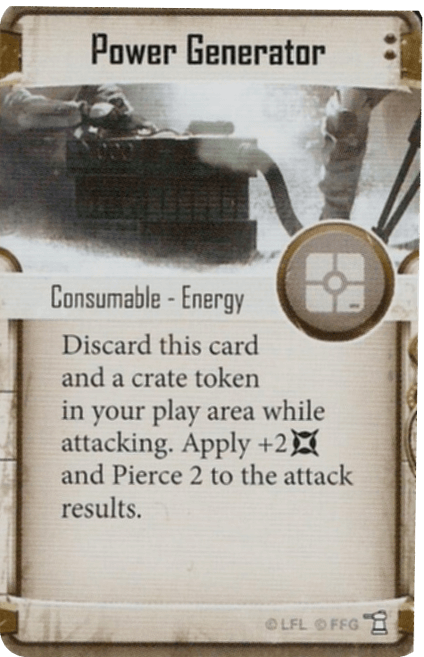 Power Generator
Consumable - Energy
Discard this card
and a crate token
in your play area while
attacking. Apply +2
and Pierce 2 to the attack
results.
© LFL © FFG